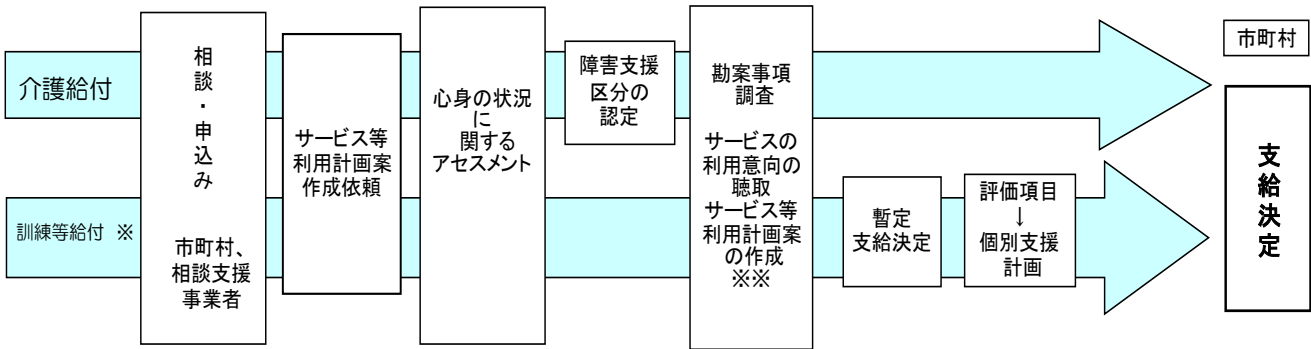 介護給付
訓練等給付 ※
相談・申込み
市町村、
相談支援
事業者
サービス等
利用計画案
作成依頼
心身の状況
に
関する
アセスメント
障害支援
区分の
認定
勘案事項
調査
サービスの
利用意向の
聴取
サービス等
利用計画案
の作成
※※
暫定
支給決定
評価項目
↓
個別支援
計画
市町村
支給決定